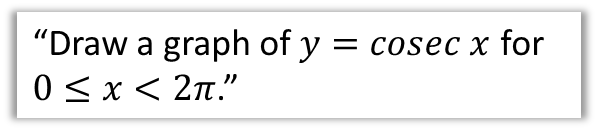 “Draw a graph of 𝑦 = 𝑐𝑜𝑠𝑒𝑐 𝑥 for
0 ≤ 𝑥 < 2𝜋.”